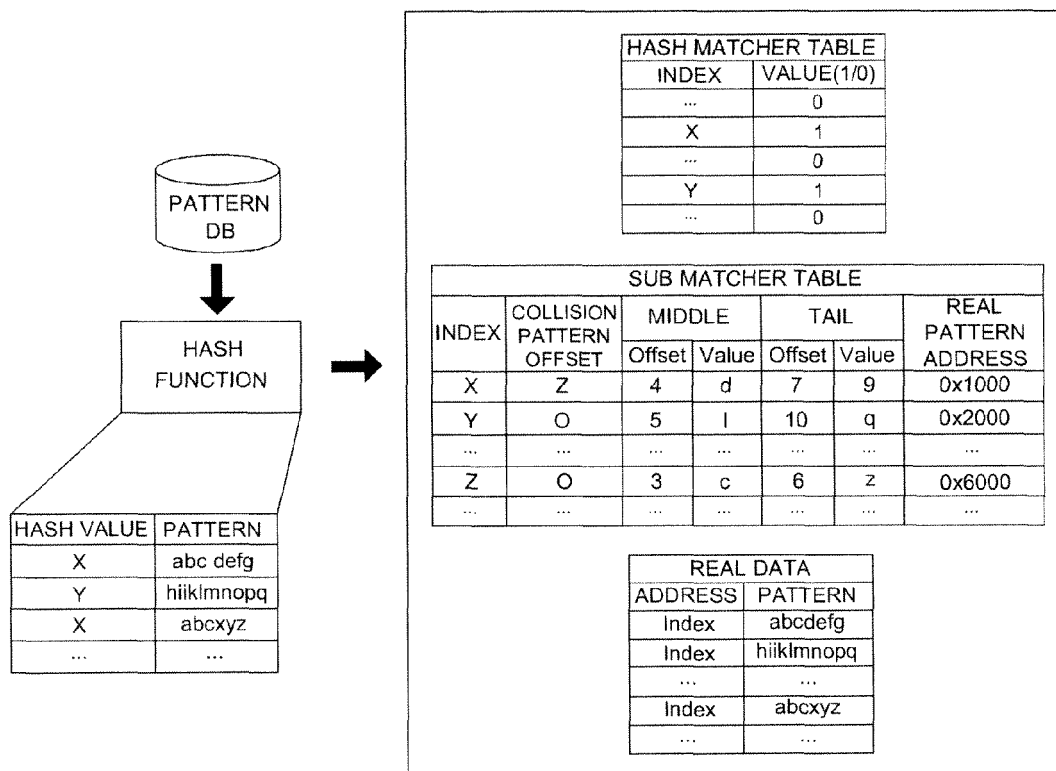 PATTERN
DB
HASH
FUNCTION
HASH VALUE PATTERN
X abc defg
Y hiiklmnopq
X abcxyz
... ...
HASH MATCHER TABLE
INDEX VALUE(1/0)
... 0
X 1
... 0
Y 1
... 0
SUB MATCHER TABLE
INDEX COLLISION PATTERN OFFSET MIDDLE TAIL REAL PATTERN ADDRESS
Offset Value Offset Value
X Z 4 d 7 9 0x1000
Y O 5 l 10 q 0x2000
... ... ... ... ... ... ...
Z O 3 c 6 z 0x6000
... ... ... ... ... ... ...
REAL DATA
ADDRESS PATTERN
Index abcdefg
Index hiiklmnopq
... ...
Index abcxyz
... ...